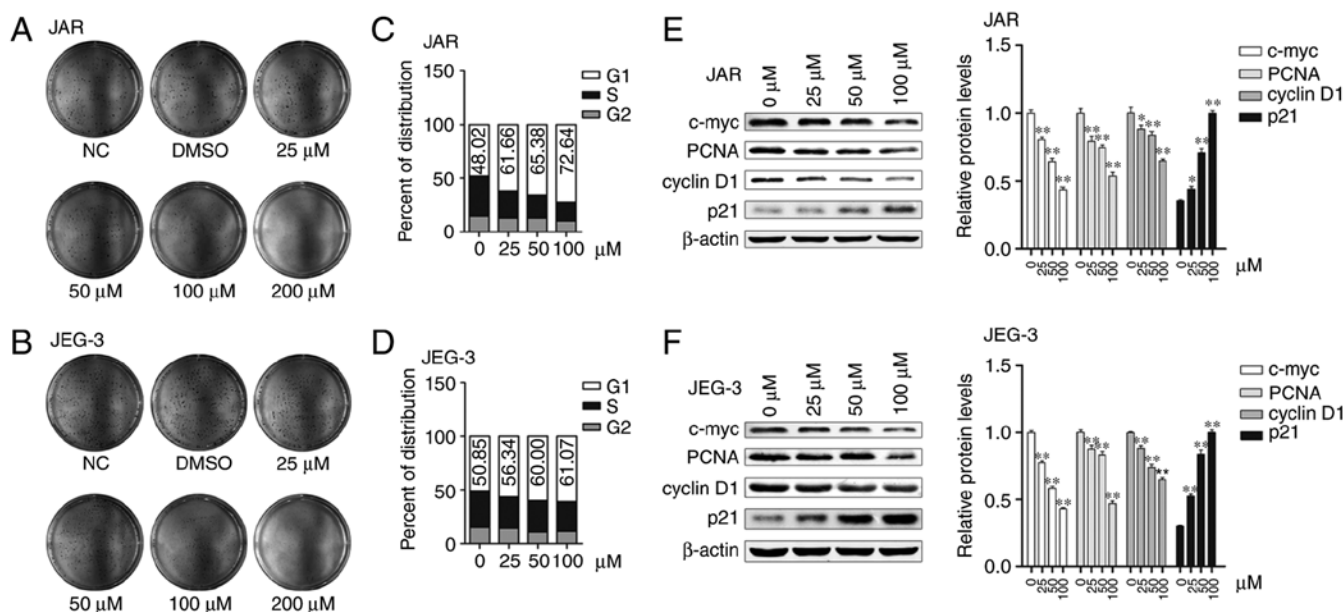 A JAR
NC DMSO 25 μM
50 μM 100 μM 200 μM
B JEG-3
NC DMSO 25 μM
50 μM 100 μM 200 μM
C JAR
Percent of distribution
150
100
50
0
48.02 61.66 65.38 72.64
0 25 50 100 μM
G1
S
G2
D JEG-3
Percent of distribution
150
100
50
0
50.85 56.34 60.00 61.07
0 25 50 100 μM
G1
S
G2
E
JAR 0 μM 25 μM 50 μM 100 μM
c-myc
PCNA
cyclin D1
p21
β-actin
JAR
Relative protein levels
1.5
1.0
0.5
0.0
** ** ** ** ** ** * ** ** * ** **
0 25 50 100 0 25 50 100 0 25 50 100 0 25 50 100 μM
c-myc
PCNA
cyclin D1
p21
F
JEG-3 0 μM 25 μM 50 μM 100 μM
c-myc
PCNA
cyclin D1
p21
β-actin
JEG-3
Relative protein levels
1.5
1.0
0.5
0.0
** ** ** ** ** ** ** ** ** ** ** **
0 25 50 100 0 25 50 100 0 25 50 100 0 25 50 100 μM
c-myc
PCNA
cyclin D1
p21